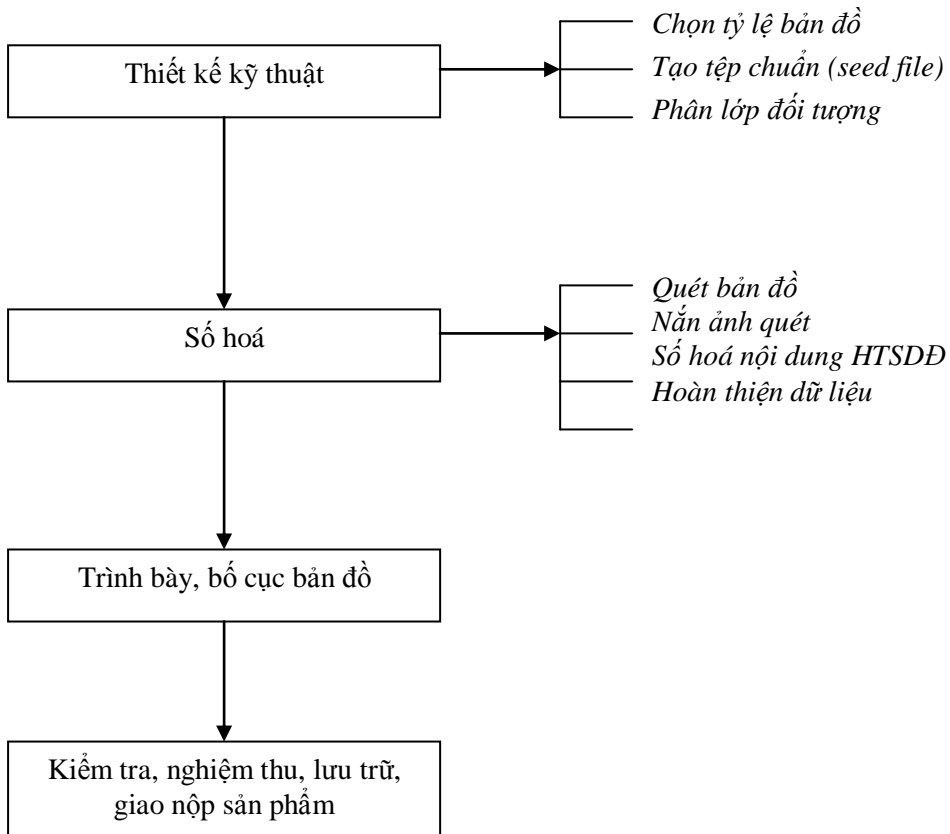 Thiết kế kỹ thuật
Chọn tỷ lệ bản đồ
Tạo tệp chuẩn (seed file)
Phân lớp đối tượng
Số hoá
Quét bản đồ
Nắn ảnh quét
Số hoá nội dung HTSDĐ
Hoàn thiện dữ liệu
Trình bày, bố cục bản đồ
Kiểm tra, nghiệm thu, lưu trữ,
giao nộp sản phẩm